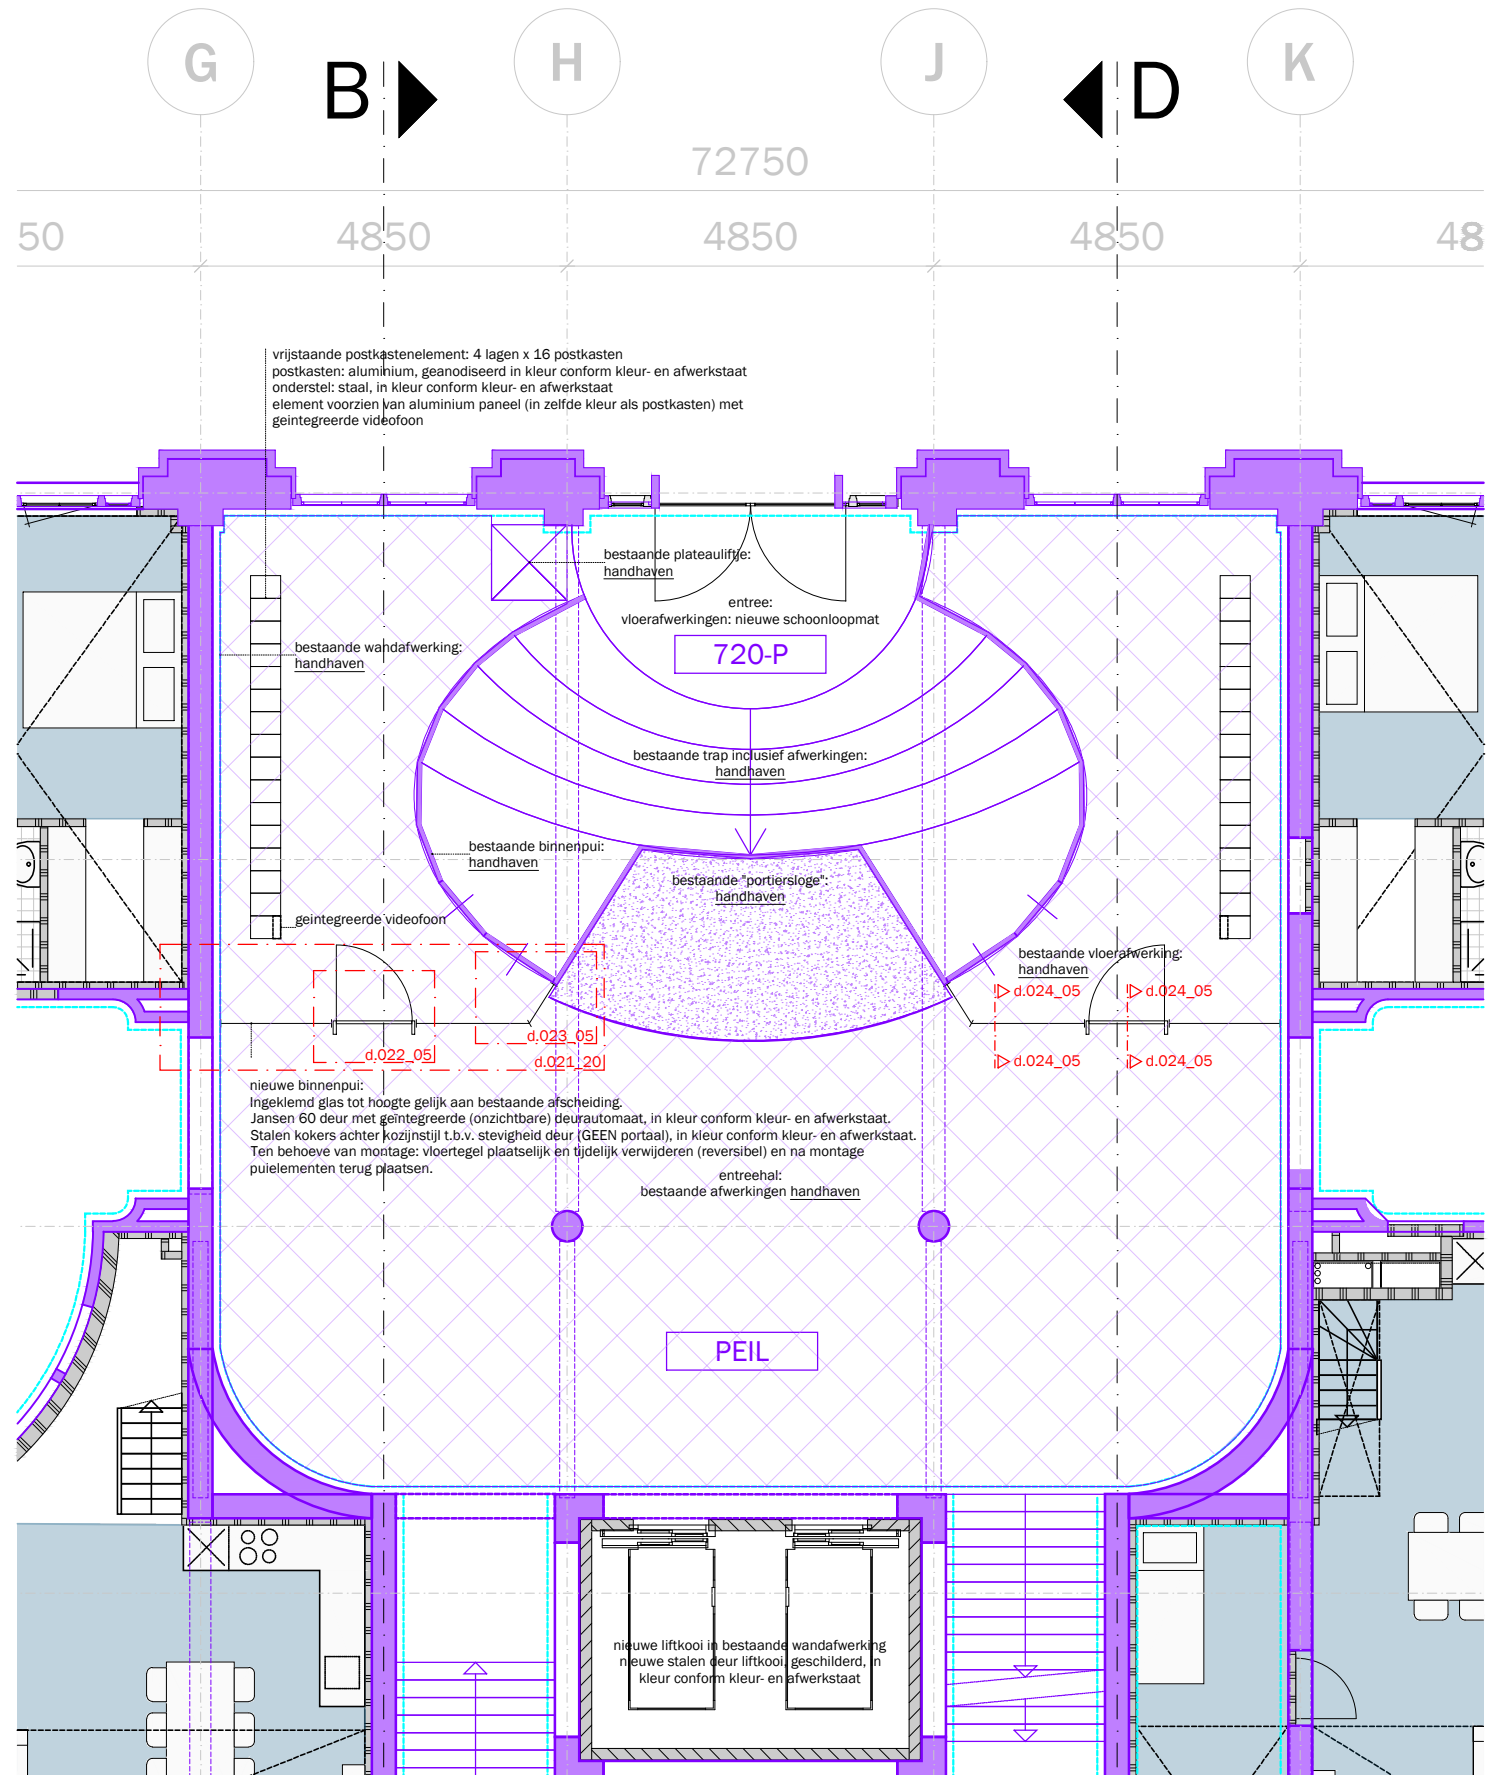 G
H
J
K
B
D
72750
50
4850
4850
4850
48
vrijstaande postkastenelement: 4 lagen x 16 postkasten
postkasten: aluminium, geanodiseerd in kleur conform kleur- en afwerkstaat
onderstel: staal, in kleur conform kleur- en afwerkstaat
element voorzien van aluminium paneel (in zelfde kleur als postkasten) met
geintegreerde videofoon
bestaande plateauliftje:
handhaven
entree:
vloerafwerkingen: nieuwe schoonloopmat
720-P
bestaande wandafwerking:
handhaven
bestaande trap inclusief afwerkingen:
handhaven
bestaande binnenpui:
handhaven
bestaande "portiersloge":
handhaven
geintegreerde videofoon
bestaande vloerafwerking:
handhaven
d.024_05
d.024_05
d.023_05
d.022_05
d.021_20
d.024_05
d.024_05
nieuwe binnenpui:
Ingeklemd glas tot hoogte gelijk aan bestaande afscheiding.
Jansen 60 deur met geïntegreerde (onzichtbare) deurautomaat, in kleur conform kleur- en afwerkstaat.
Stalen kokers achter kozijnstijl t.b.v. stevigheid deur (GEEN portaal), in kleur conform kleur- en afwerkstaat.
Ten behoeve van montage: vloertegel plaatselijk en tijdelijk verwijderen (reversibel) en na montage
puielementen terug plaatsen.
entreehal:
bestaande afwerkingen handhaven
PEIL
nieuwe liftkooi in bestaande wandafwerking
nieuwe stalen deur liftkooi, geschilderd, in
kleur conform kleur- en afwerkstaat